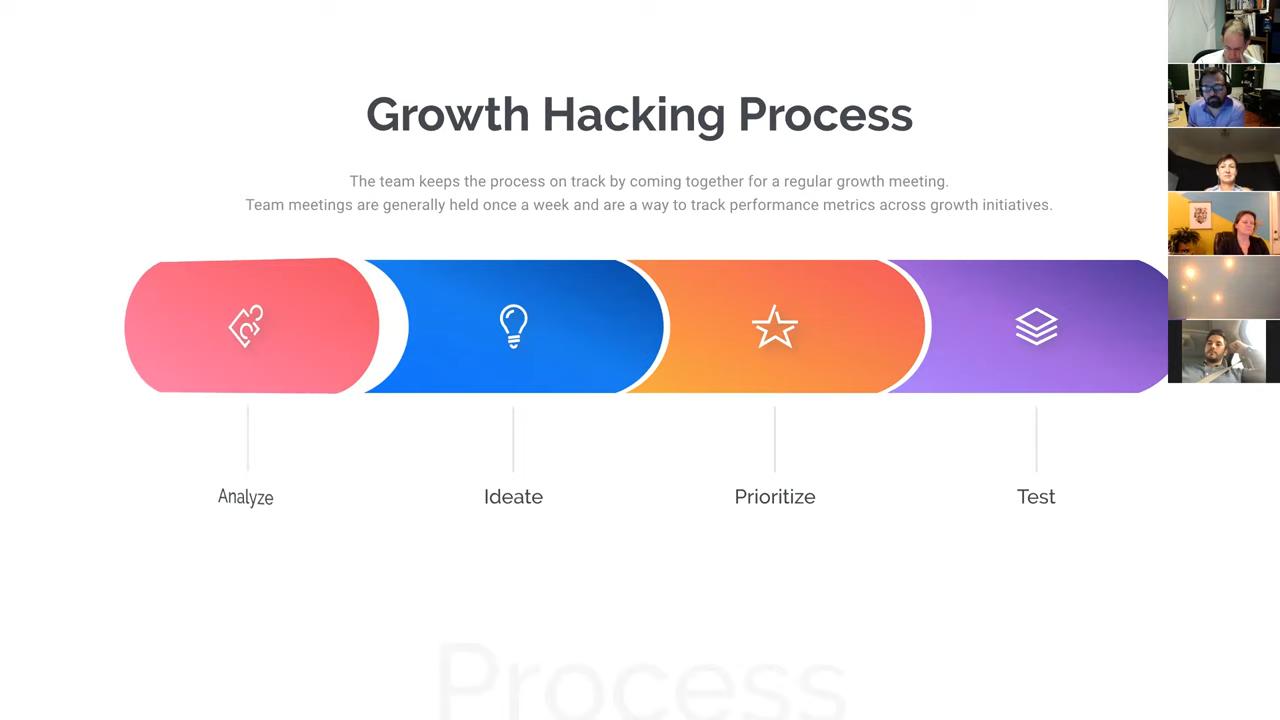 Growth Hacking Process
The team keeps the process on track by coming together for a regular growth meeting.
Team meetings are generally held once a week and are a way to track performance metrics across growth initiatives.
Analyze
Ideate
Prioritize
Test
Process